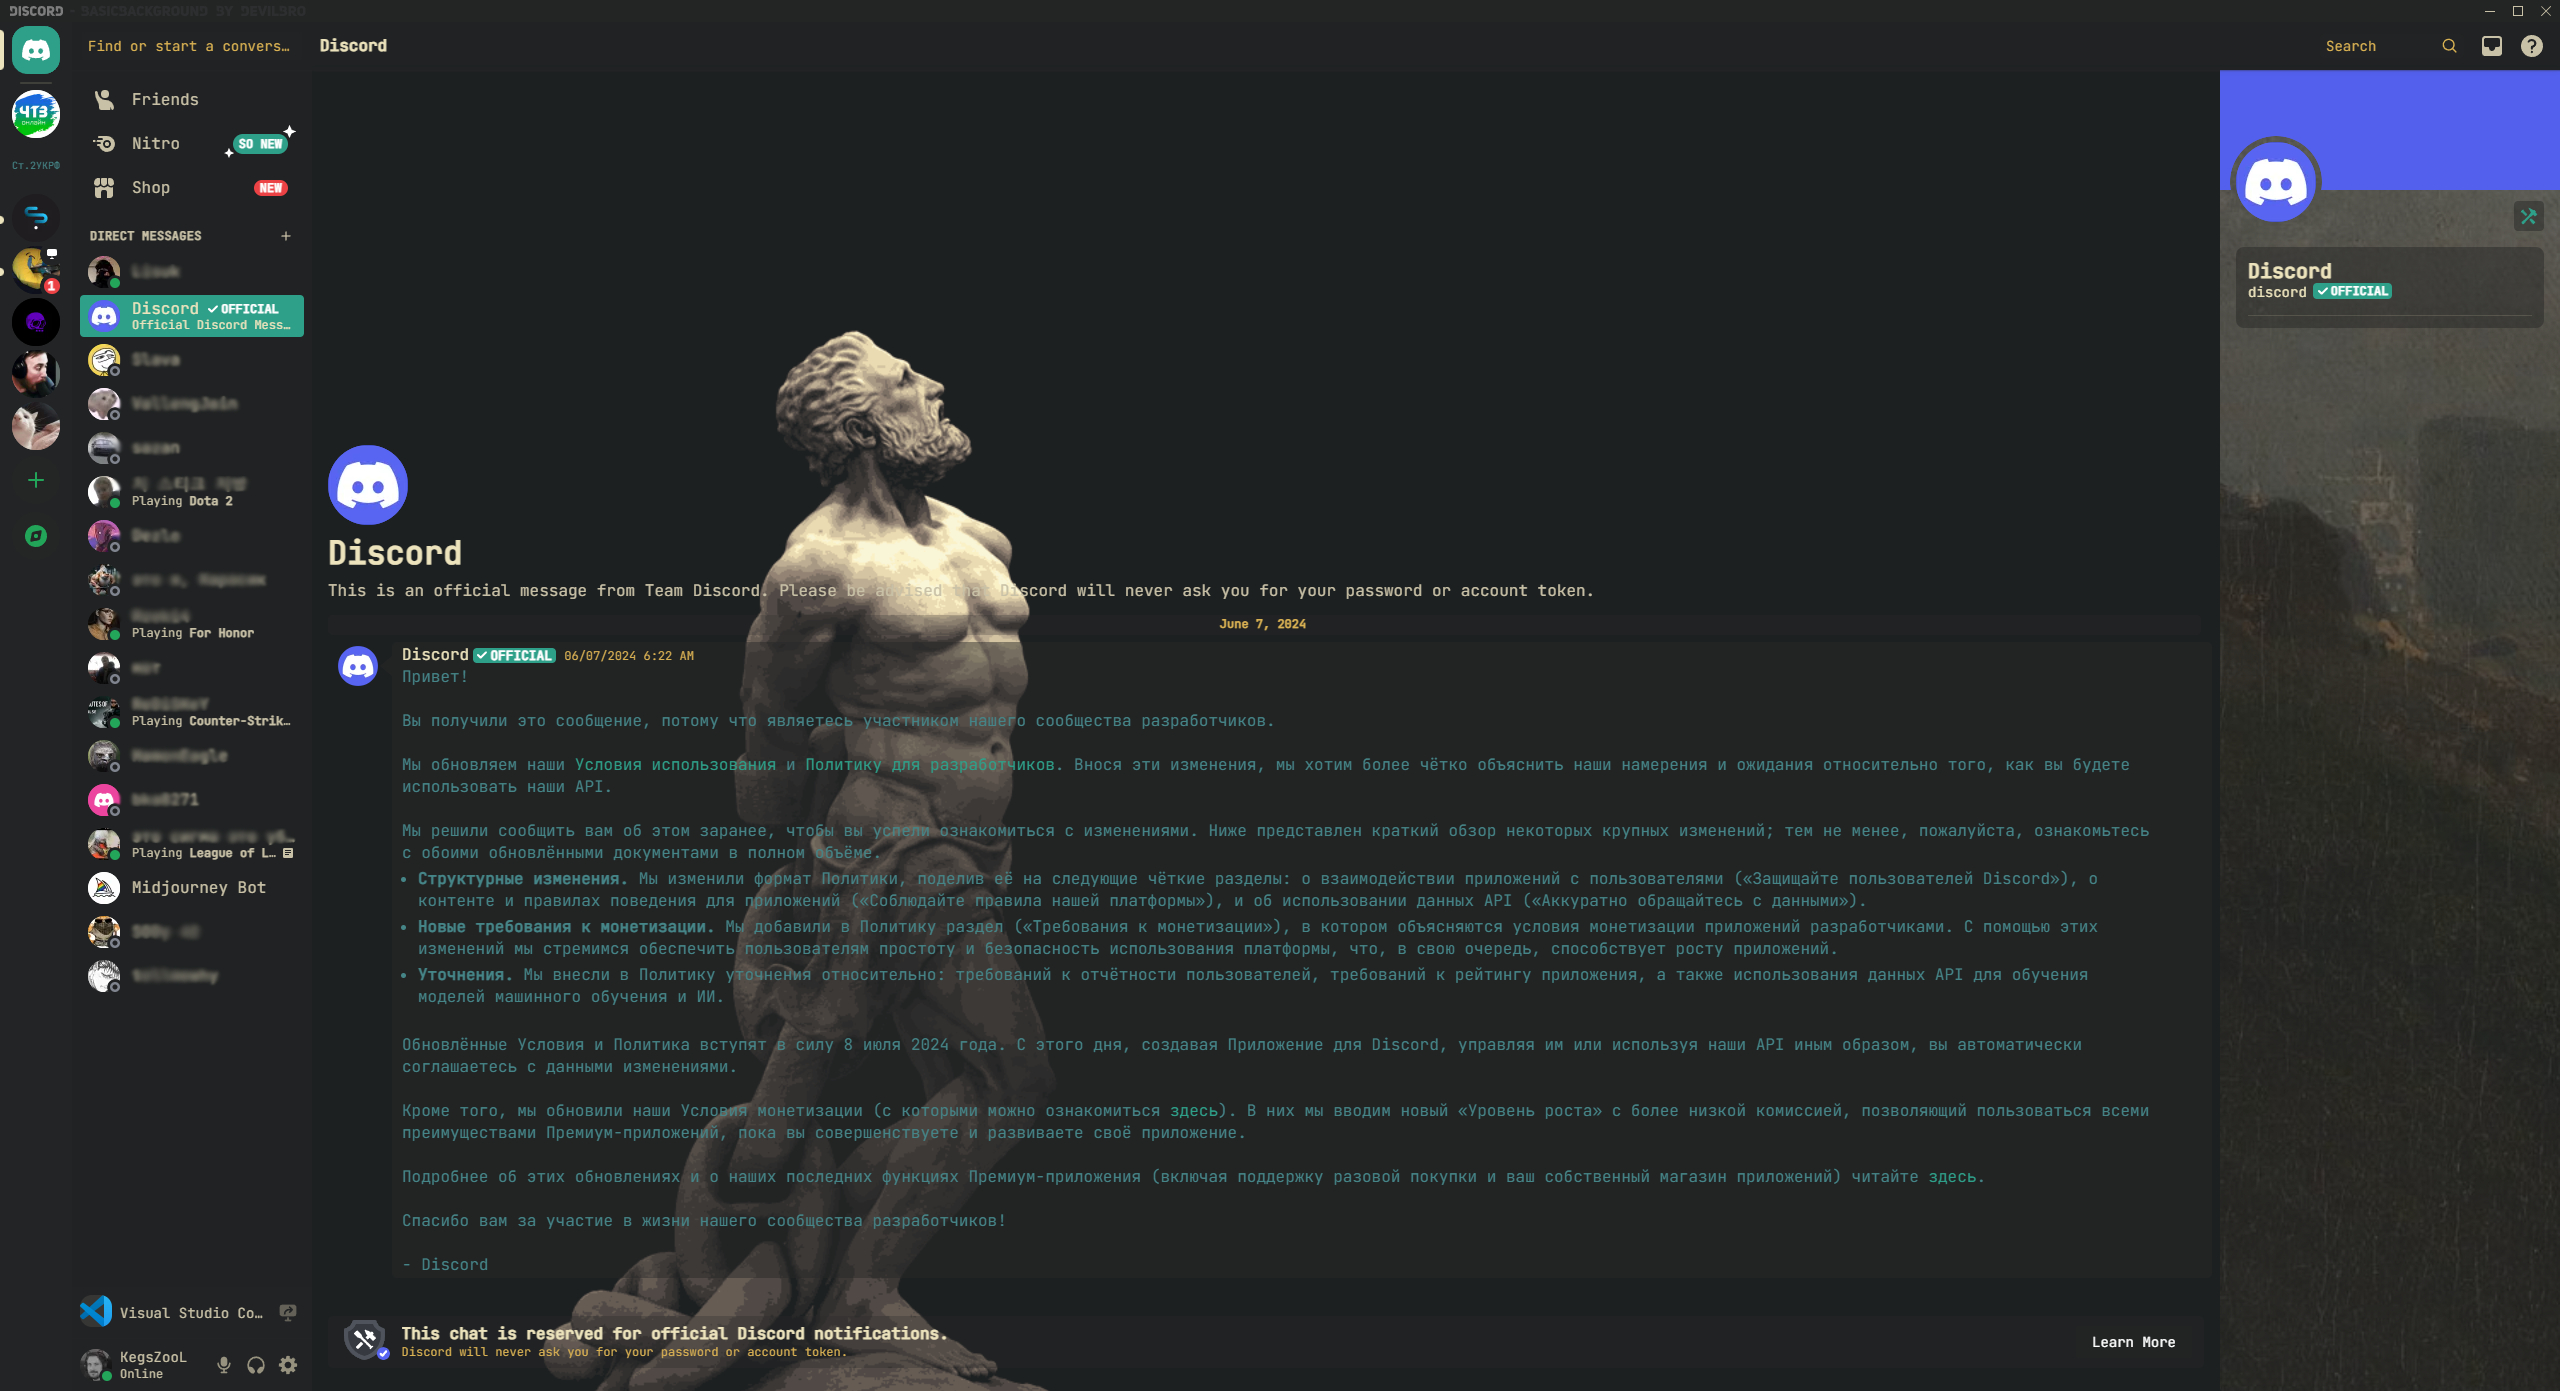 DISCORD - BASICBACKGROUND BY DEVILBRO
Find or start a convers…
Discord
Search
ЧТЗ
онлайн
Ст.2УКРФ
1
Friends
Nitro
SO NEW
Shop
NEW
DIRECT MESSAGES
Discord OFFICIAL
Official Discord Mess…
Slava
Playing Dota 2
Playing For Honor
Playing Counter-Strik…
Playing League of L…
Midjourney Bot
Visual Studio Co…
KegsZooL
Online
Discord
This is an official message from Team Discord. Please be advised that Discord will never ask you for your password or account token.
June 7, 2024
Discord OFFICIAL 06/07/2024 6:22 AM
Привет!
Вы получили это сообщение, потому что являетесь участником нашего сообщества разработчиков.
Мы обновляем наши Условия использования и Политику для разработчиков. Внося эти изменения, мы хотим более чётко объяснить наши намерения и ожидания относительно того, как вы будете
использовать наши API.
Мы решили сообщить вам об этом заранее, чтобы вы успели ознакомиться с изменениями. Ниже представлен краткий обзор некоторых крупных изменений; тем не менее, пожалуйста, ознакомьтесь
с обоими обновлёнными документами в полном объёме.
• Структурные изменения. Мы изменили формат Политики, поделив её на следующие чёткие разделы: о взаимодействии приложений с пользователями («Защищайте пользователей Discord»), о
контенте и правилах поведения для приложений («Соблюдайте правила нашей платформы»), и об использовании данных API («Аккуратно обращайтесь с данными»).
• Новые требования к монетизации. Мы добавили в Политику раздел («Требования к монетизации»), в котором объясняются условия монетизации приложений разработчиками. С помощью этих
изменений мы стремимся обеспечить пользователям простоту и безопасность использования платформы, что, в свою очередь, способствует росту приложений.
• Уточнения. Мы внесли в Политику уточнения относительно: требований к отчётности пользователей, требований к рейтингу приложения, а также использования данных API для обучения
моделей машинного обучения и ИИ.
Обновлённые Условия и Политика вступят в силу 8 июля 2024 года. С этого дня, создавая Приложение для Discord, управляя им или используя наши API иным образом, вы автоматически
соглашаетесь с данными изменениями.
Кроме того, мы обновили наши Условия монетизации (с которыми можно ознакомиться здесь). В них мы вводим новый «Уровень роста» с более низкой комиссией, позволяющий пользоваться всеми
преимуществами Премиум-приложений, пока вы совершенствуете и развиваете своё приложение.
Подробнее об этих обновлениях и о наших последних функциях Премиум-приложения (включая поддержку разовой покупки и ваш собственный магазин приложений) читайте здесь.
Спасибо вам за участие в жизни нашего сообщества разработчиков!
- Discord
This chat is reserved for official Discord notifications.
Discord will never ask you for your password or account token.
Learn More
Discord
discord OFFICIAL